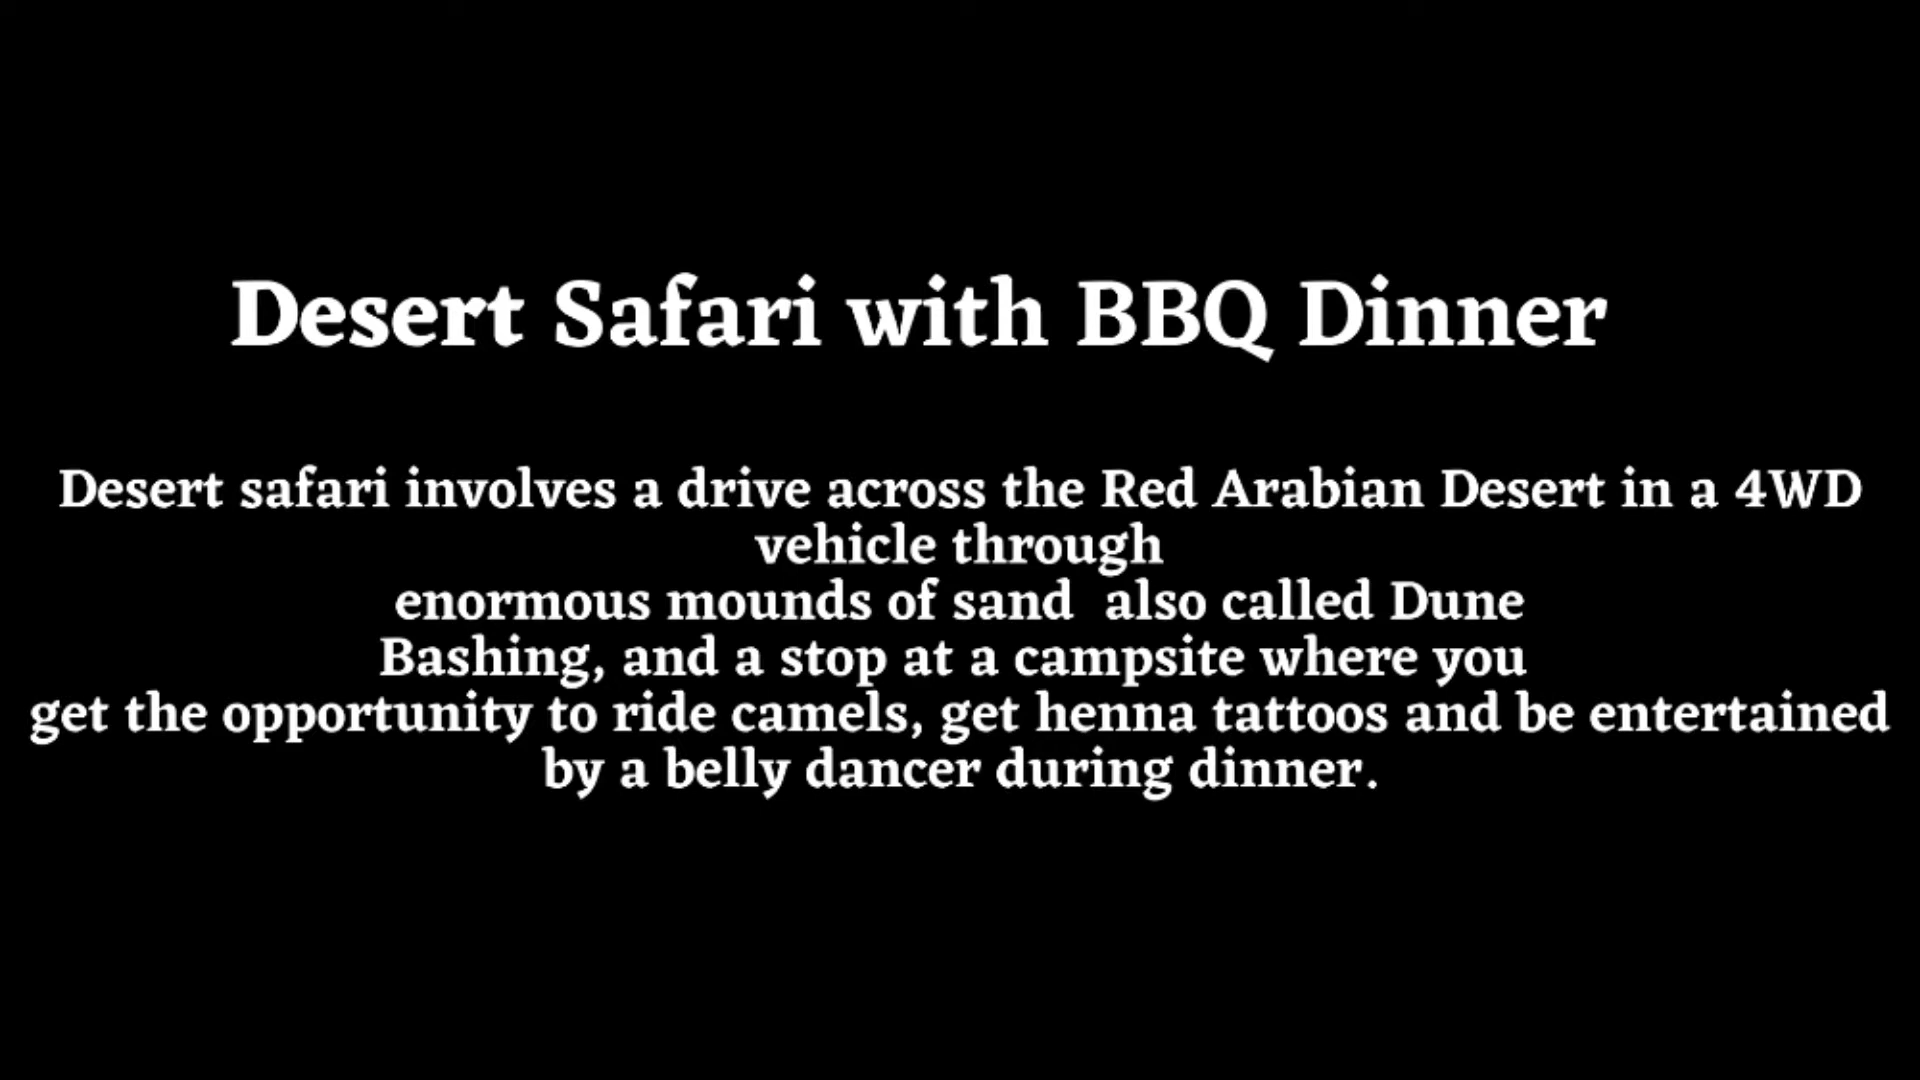 Desert Safari with BBQ Dinner
Desert safari involves a drive across the Red Arabian Desert in a 4WD
vehicle through
enormous mounds of sand  also called Dune
Bashing, and a stop at a campsite where you
get the opportunity to ride camels, get henna tattoos and be entertained
by a belly dancer during dinner.